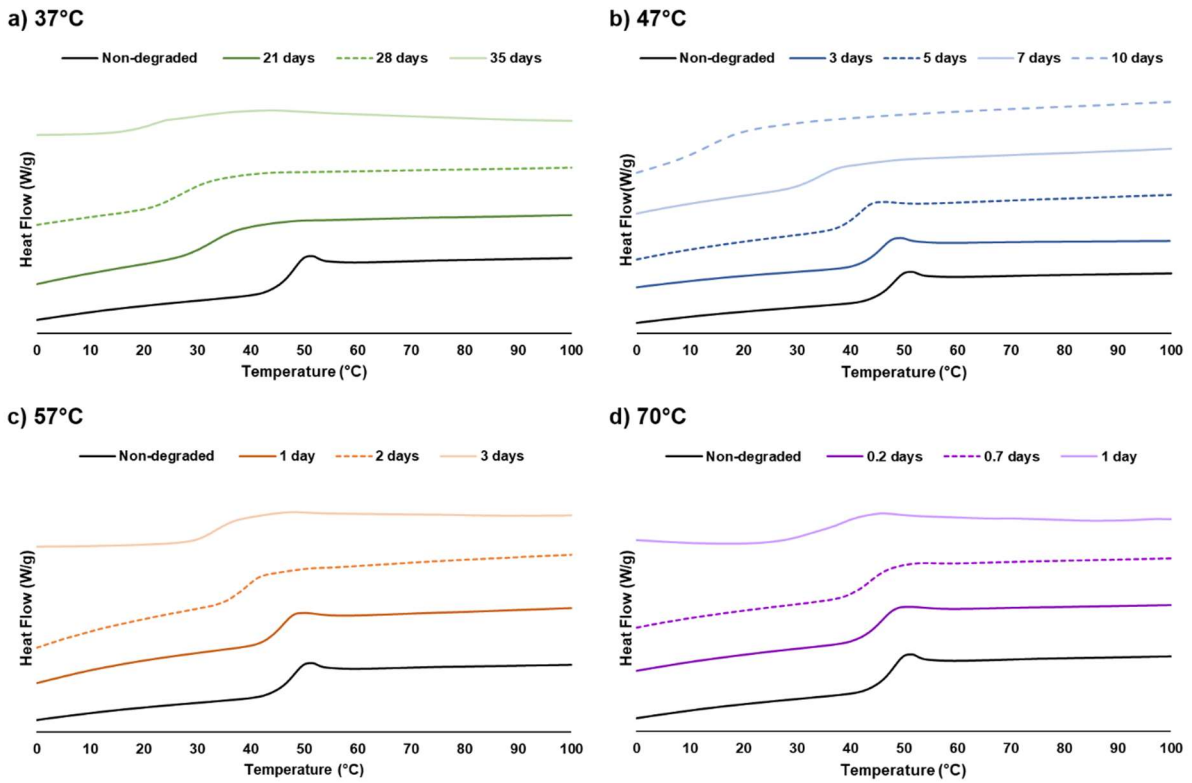 a) 37°C
Non-degraded 21 days 28 days 35 days
Heat Flow (W/g)
0 10 20 30 40 50 60 70 80 90 100
Temperature (°C)
b) 47°C
Non-degraded 3 days 5 days 7 days 10 days
Heat Flow(W/g)
0 10 20 30 40 50 60 70 80 90 100
Temperature (°C)
c) 57°C
Non-degraded 1 day 2 days 3 days
Heat Flow (W/g)
0 10 20 30 40 50 60 70 80 90 100
Temperature (°C)
d) 70°C
Non-degraded 0.2 days 0.7 days 1 day
Heat Flow (W/g)
0 10 20 30 40 50 60 70 80 90 100
Temperature (°C)